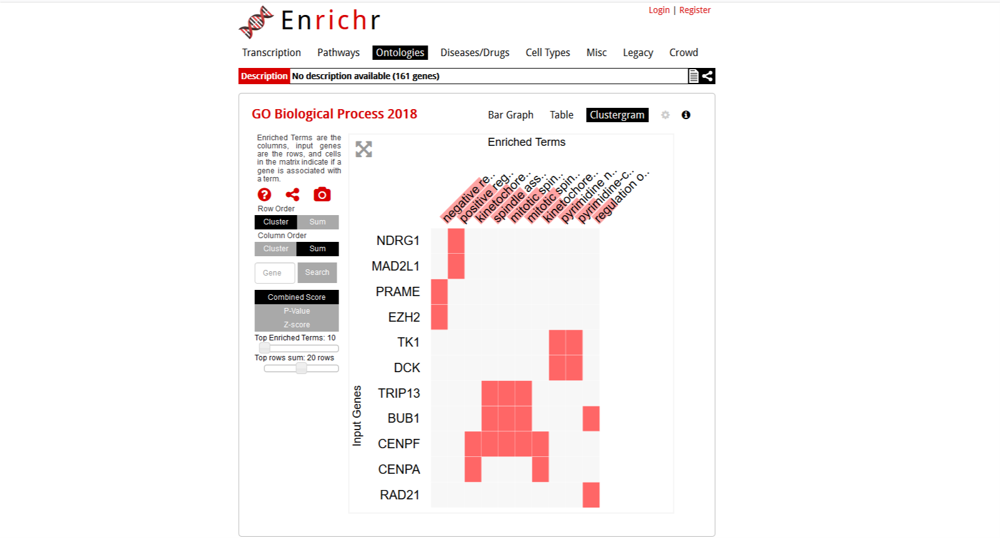 Login | Register
Enrichr
Transcription Pathways Ontologies Diseases/Drugs Cell Types Misc Legacy Crowd
Description No description available (161 genes)
GO Biological Process 2018
Bar Graph Table Clustergram
Enriched Terms are the
columns, input genes
are the rows, and cells
in the matrix indicate if a
gene is associated with
a term.
Row Order
Cluster Sum
Column Order
Cluster Sum
Gene Search
Combined Score
P-Value
Z-score
Top Enriched Terms: 10
Top rows sum: 20 rows
Enriched Terms
negative re..
positive reg..
kinetochore..
spindle ass..
mitotic spin..
mitotic spin..
kinetochore..
pyrimidine n..
pyrimidine-c..
regulation o..
Input Genes
NDRG1
MAD2L1
PRAME
EZH2
TK1
DCK
TRIP13
BUB1
CENPF
CENPA
RAD21